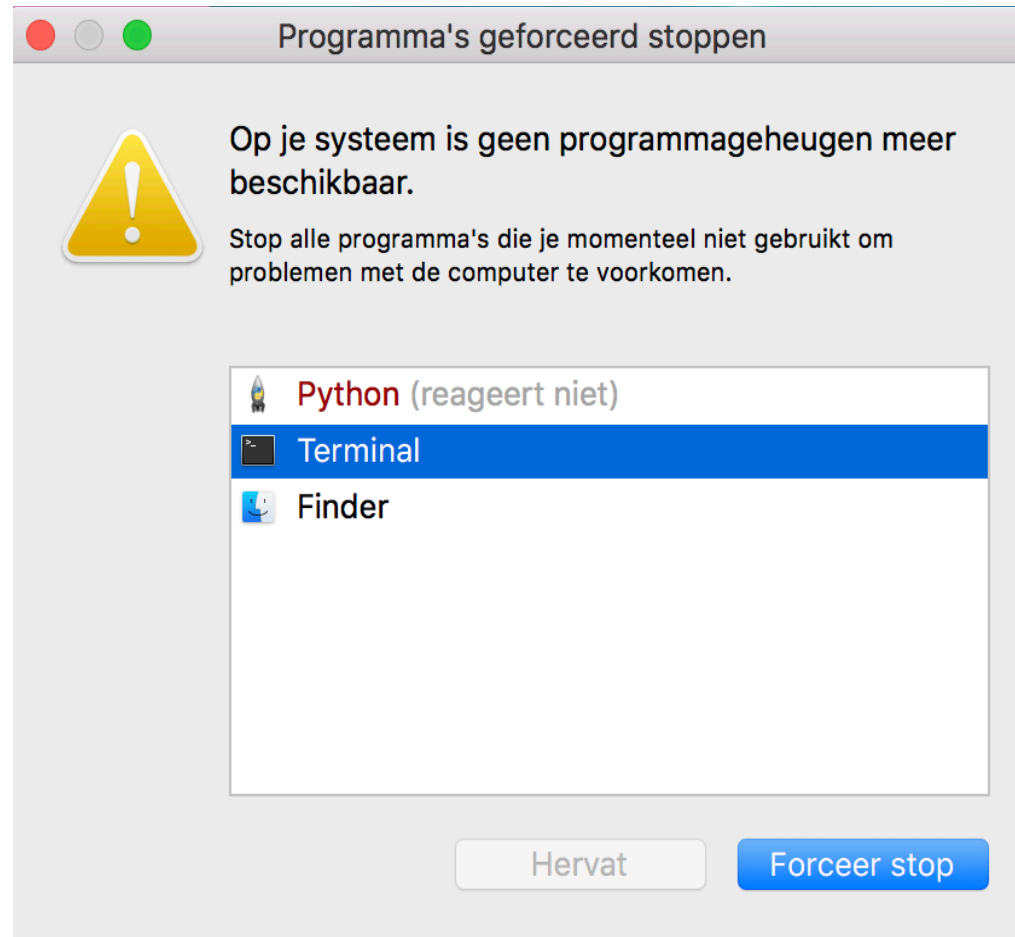 Programma's geforceerd stoppen
Op je systeem is geen programmageheugen meer
beschikbaar.
Stop alle programma's die je momenteel niet gebruikt om
problemen met de computer te voorkomen.
Python (reageert niet)
Terminal
Finder
Hervat
Forceer stop